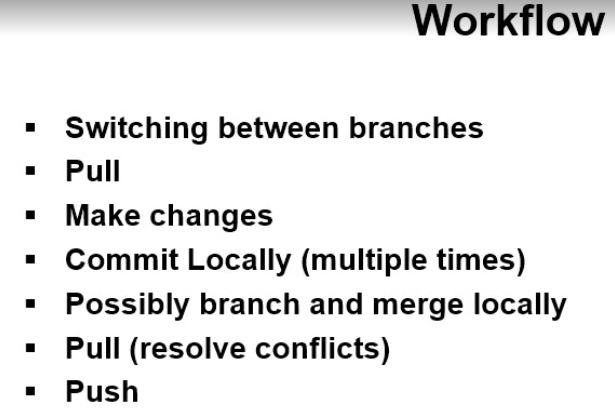 Workflow
▪ Switching between branches
▪ Pull
▪ Make changes
▪ Commit Locally (multiple times)
▪ Possibly branch and merge locally
▪ Pull (resolve conflicts)
▪ Push